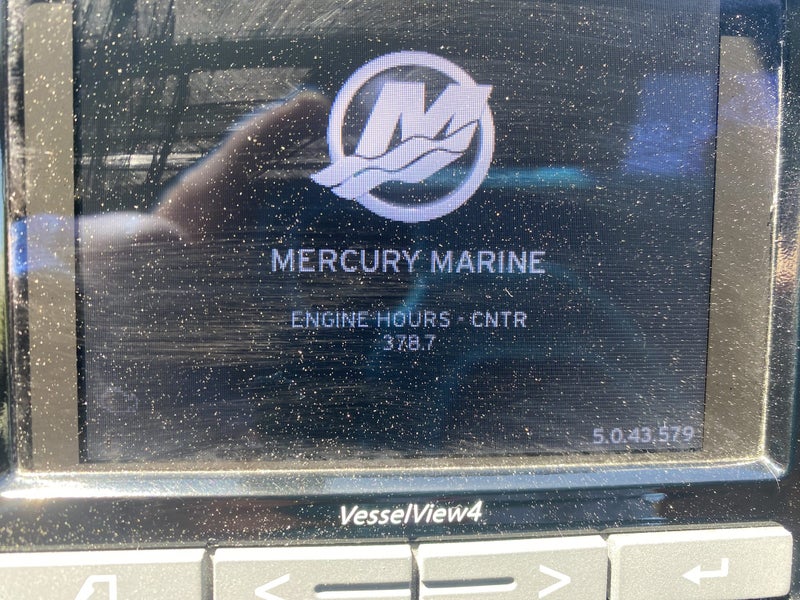 M
MERCURY MARINE
ENGINE HOURS - CNTR
378.7
5.0.43,579
VesselView4